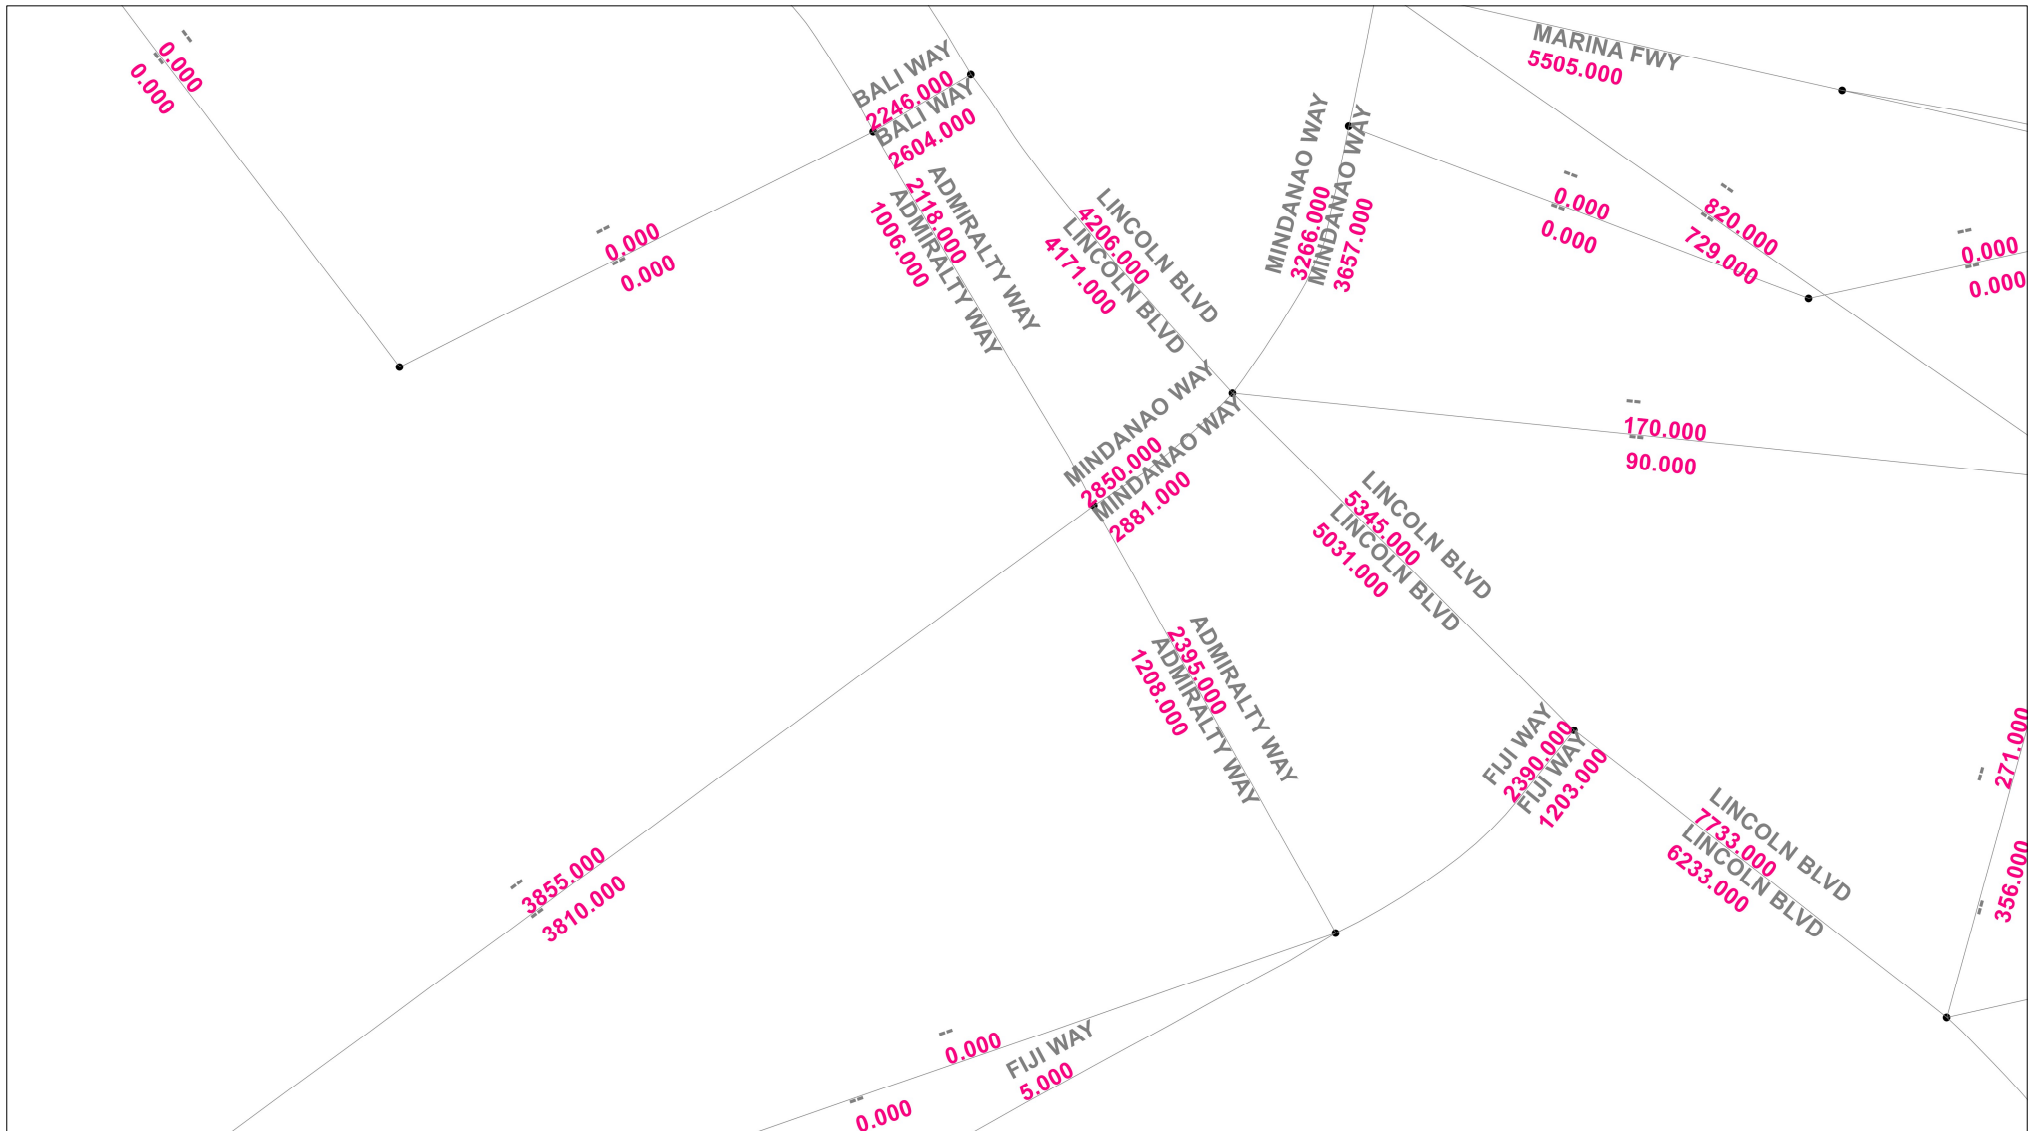 --
0.000
--
0.000
BALI WAY
2246.000
BALI WAY
2604.000
MARINA FWY
5505.000
--
0.000
--
0.000
ADMIRALTY WAY
2118.000
ADMIRALTY WAY
1006.000
LINCOLN BLVD
4206.000
LINCOLN BLVD
4171.000
MINDANAO WAY
3266.000
MINDANAO WAY
3657.000
--
0.000
--
0.000
--
820.000
--
729.000
--
0.000
--
0.000
MINDANAO WAY
2850.000
MINDANAO WAY
2881.000
--
170.000
--
90.000
LINCOLN BLVD
5345.000
LINCOLN BLVD
5031.000
ADMIRALTY WAY
2395.000
ADMIRALTY WAY
1208.000
FIJI WAY
2390.000
FIJI WAY
1203.000
LINCOLN BLVD
7733.000
LINCOLN BLVD
6233.000
--
271.000
--
356.000
--
3855.000
--
3810.000
--
0.000
--
0.000
FIJI WAY
5.000